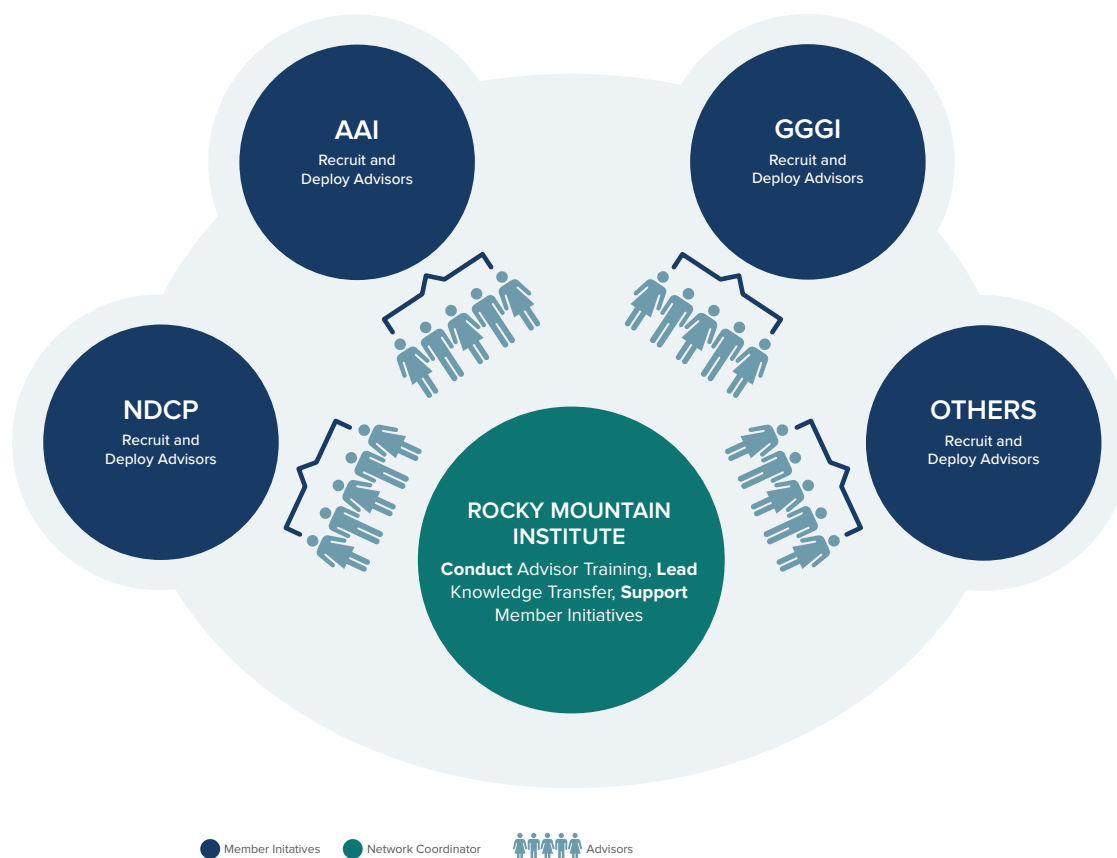 AAI
Recruit and
Deploy Advisors
GGGI
Recruit and
Deploy Advisors
NDCP
Recruit and
Deploy Advisors
OTHERS
Recruit and
Deploy Advisors
ROCKY MOUNTAIN
INSTITUTE
Conduct Advisor Training, Lead
Knowledge Transfer, Support
Member Initiatives
Member Initatives
Network Coordinator
Advisors